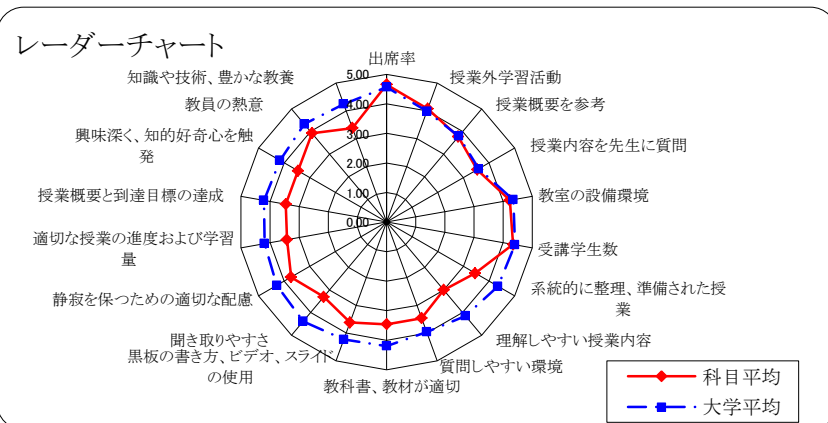 レーダーチャート
出席率
授業外学習活動
授業概要を参考
授業内容を先生に質問
教室の設備環境
受講学生数
系統的に整理、準備された授
業
理解しやすい授業内容
質問しやすい環境
教科書、教材が適切
黒板の書き方、ビデオ、スライド
の使用
聞き取りやすさ
静寂を保つための適切な配慮
適切な授業の進度および学習
量
授業概要と到達目標の達成
興味深く、知的好奇心を触
発
教員の熱意
知識や技術、豊かな教養
5.00
4.00
3.00
2.00
1.00
0.00
科目平均
大学平均